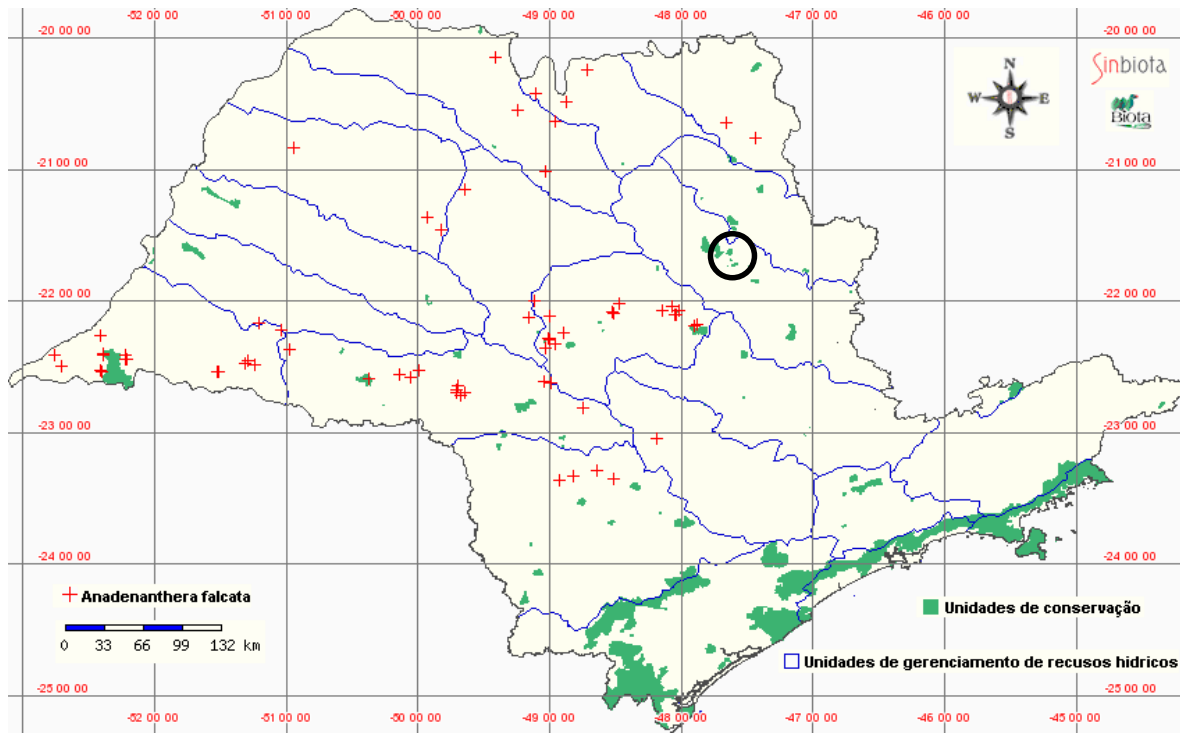 -52 00 00 -51 00 00 -50 00 00 -49 00 00 -48 00 00 -47 00 00 -46 00 00 -45 00 00
-20 00 00 -20 00 00
N
W E
S
Sinbiota
Biota
-21 00 00 -21 00 00
-22 00 00 -22 00 00
-23 00 00 -23 00 00
-24 00 00 -24 00 00
Anadenanthera falcata
0 33 66 99 132 km
Unidades de conservação
Unidades de gerenciamento de recusos hidricos
-25 00 00 -25 00 00
-52 00 00 -51 00 00 -50 00 00 -49 00 00 -48 00 00 -47 00 00 -46 00 00 -45 00 00